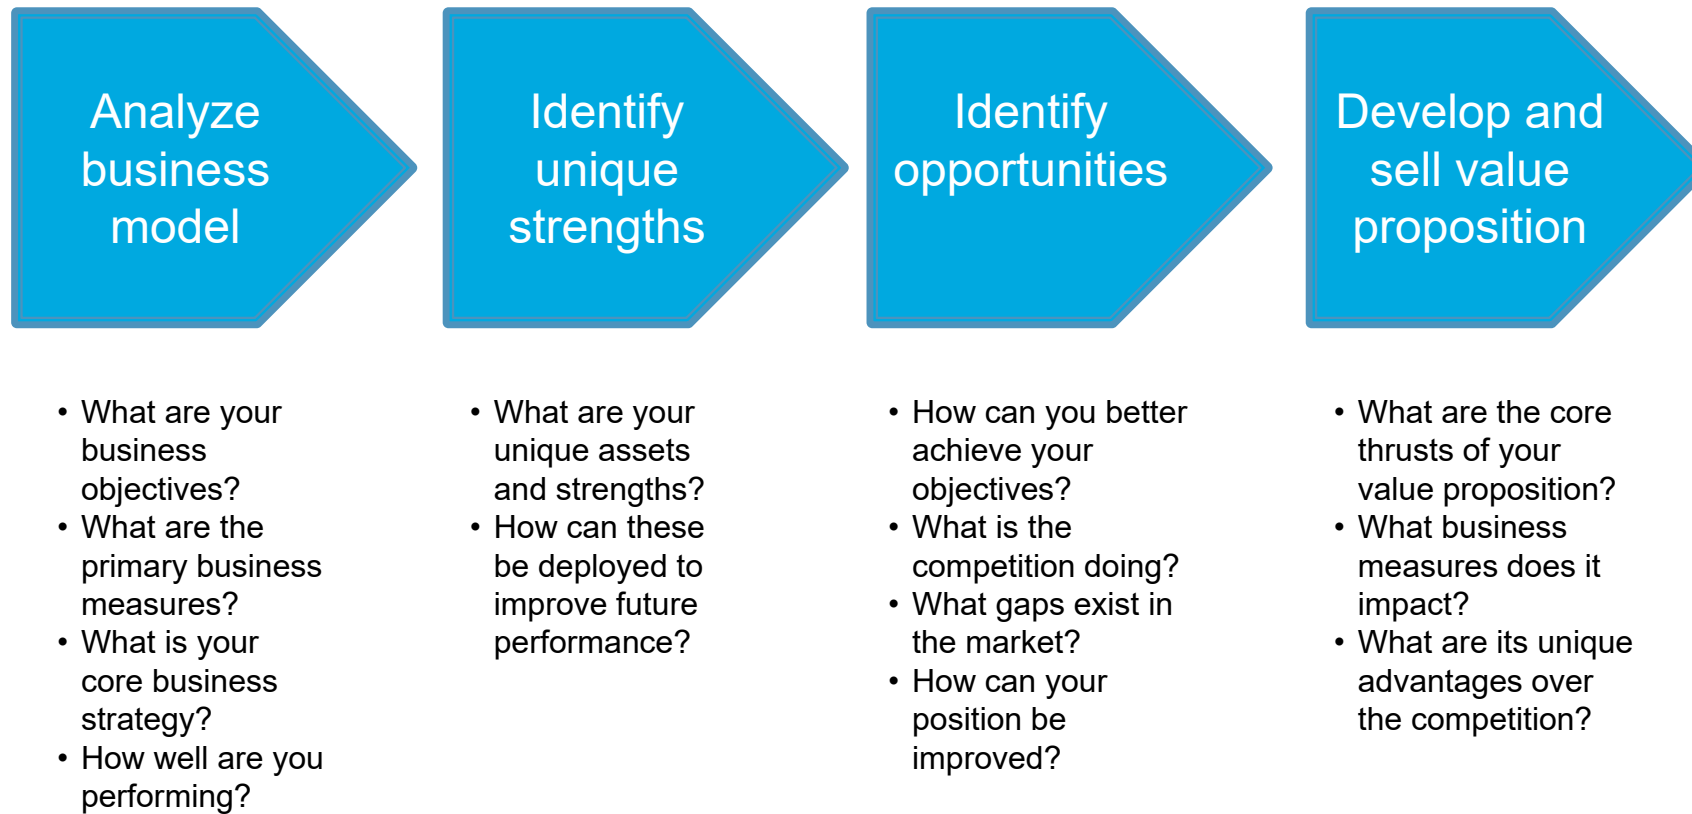 Analyze
business
model
Identify
unique
strengths
Identify
opportunities
Develop and
sell value
proposition
• What are your
business
objectives?
• What are the
primary business
measures?
• What is your
core business
strategy?
• How well are you
performing?
• What are your
unique assets
and strengths?
• How can these
be deployed to
improve future
performance?
• How can you better
achieve your
objectives?
• What is the
competition doing?
• What gaps exist in
the market?
• How can your
position be
improved?
• What are the core
thrusts of your
value proposition?
• What business
measures does it
impact?
• What are its unique
advantages over
the competition?